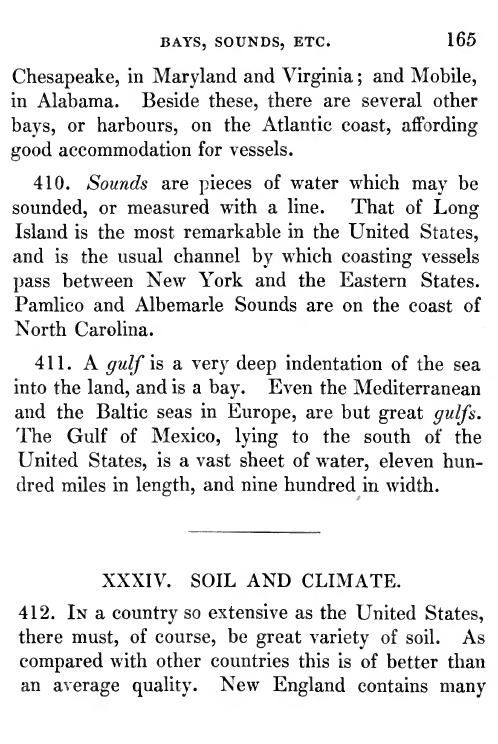 BAYS, SOUNDS, ETC. 165
Chesapeake, in Maryland and Virginia; and Mobile,
in Alabama. Beside these, there are several other
bays, or harbours, on the Atlantic coast, affording
good accommodation for vessels.
410. Sounds are pieces of water which may be
sounded, or measured with a line. That of Long
Island is the most remarkable in the United States,
and is the usual channel by which coasting vessels
pass between New York and the Eastern States.
Pamlico and Albemarle Sounds are on the coast of
North Carolina.
411. A gulf is a very deep indentation of the sea
into the land, and is a bay. Even the Mediterranean
and the Baltic seas in Europe, are but great gulfs.
The Gulf of Mexico, lying to the south of the
United States, is a vast sheet of water, eleven hun-
dred miles in length, and nine hundred in width.
XXXIV. SOIL AND CLIMATE.
412. IN a country so extensive as the United States,
there must, of course, be great variety of soil. As
compared with other countries this is of better than
an average quality. New England contains many